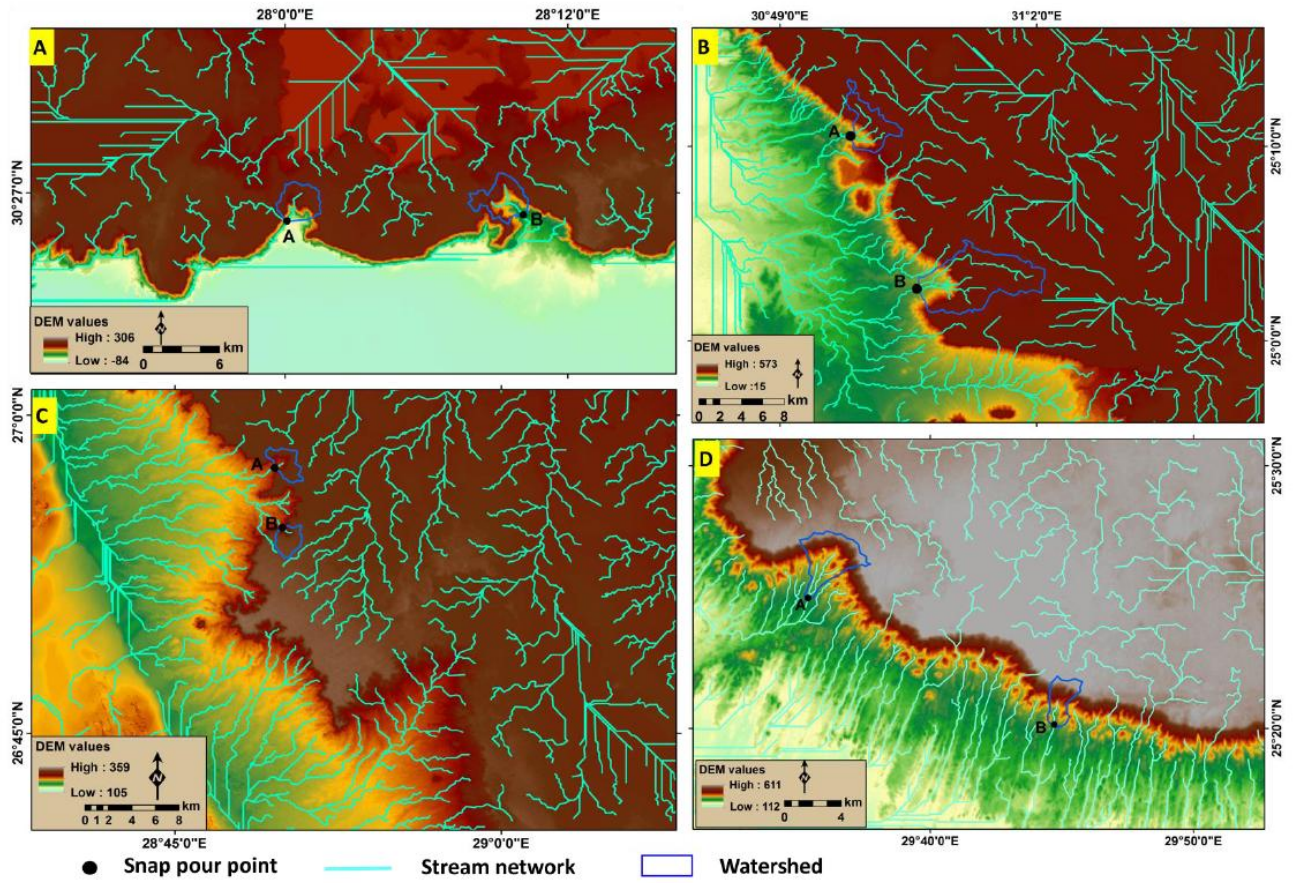 28°0'0"E 28°12'0"E
30°49'0"E 31°2'0"E
A
30°27'0"N
A
B
DEM values
High : 306
Low : -84
N
0 6 km
B
A
25°10'0"N
B
25°0'0"N
DEM values
High : 573
Low :15
N
0 2 4 6 8 km
C
27°0'0"N
A
B
26°45'0"N
DEM values
High : 359
Low : 105
N
0 1 2 4 6 8 km
28°45'0"E 29°0'0"E
D
25°30'0"N
A
B
25°20'0"N
DEM values
High : 611
Low : 112
N
0 2 4 km
29°40'0"E 29°50'0"E
Snap pour point Stream network Watershed